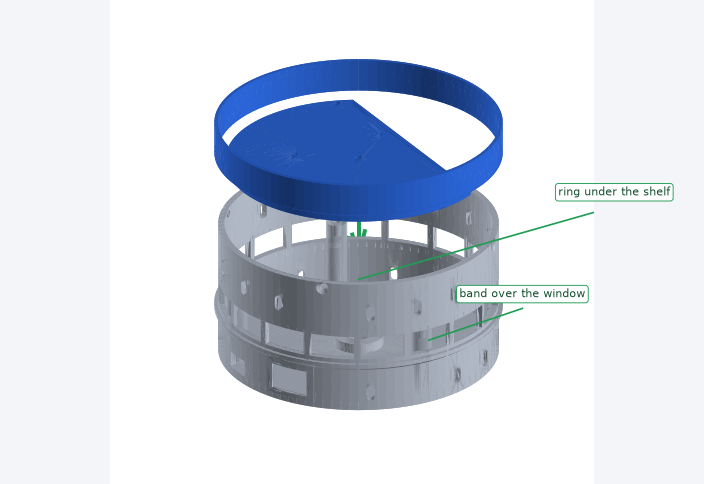 ring under the shelf
band over the window